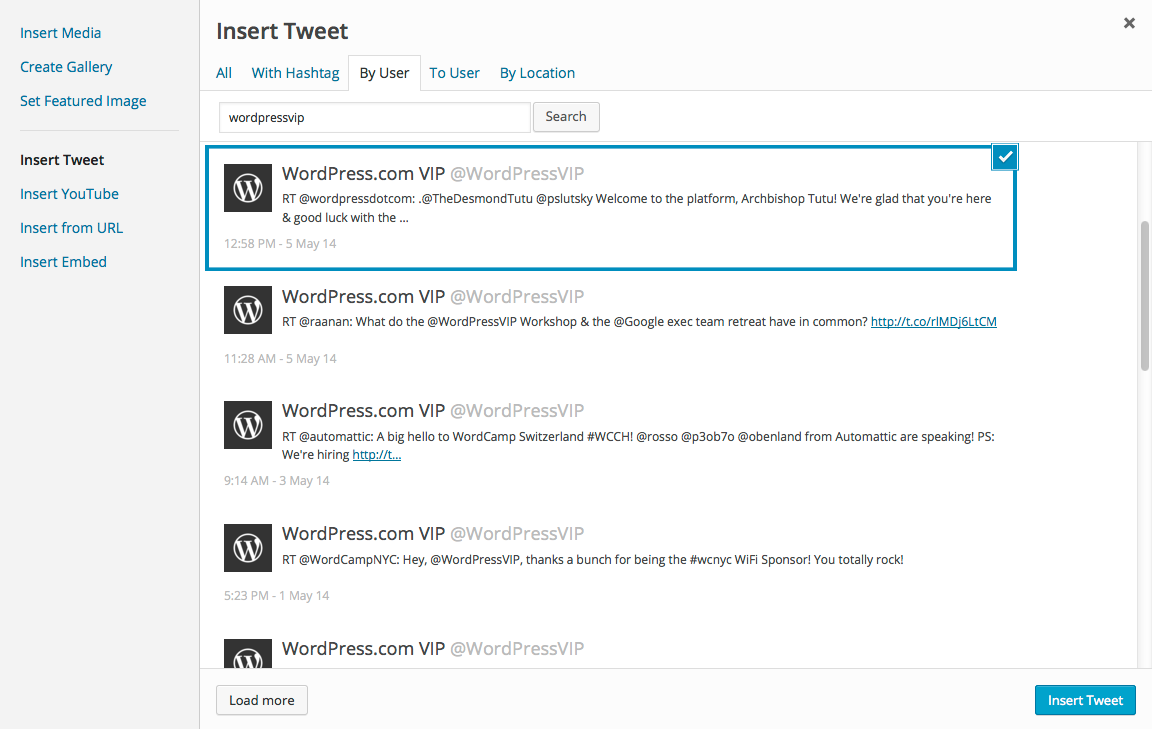 Insert Media
Create Gallery
Set Featured Image
Insert Tweet
Insert YouTube
Insert from URL
Insert Embed
Insert Tweet
All With Hashtag By User To User By Location
wordpressvip Search
WordPress.com VIP @WordPressVIP
RT @wordpressdotcom: .@TheDesmondTutu @pslutsky Welcome to the platform, Archbishop Tutu! We're glad that you're here
& good luck with the ...
12:58 PM - 5 May 14
WordPress.com VIP @WordPressVIP
RT @raanan: What do the @WordPressVIP Workshop & the @Google exec team retreat have in common? http://t.co/rlMDj6LtCM
11:28 AM - 5 May 14
WordPress.com VIP @WordPressVIP
RT @automattic: A big hello to WordCamp Switzerland #WCCH! @rosso @p3ob7o @obenland from Automattic are speaking! PS:
We're hiring http://t...
9:14 AM - 3 May 14
WordPress.com VIP @WordPressVIP
RT @WordCampNYC: Hey, @WordPressVIP, thanks a bunch for being the #wcnyc WiFi Sponsor! You totally rock!
5:23 PM - 1 May 14
WordPress.com VIP @WordPressVIP
Load more
Insert Tweet